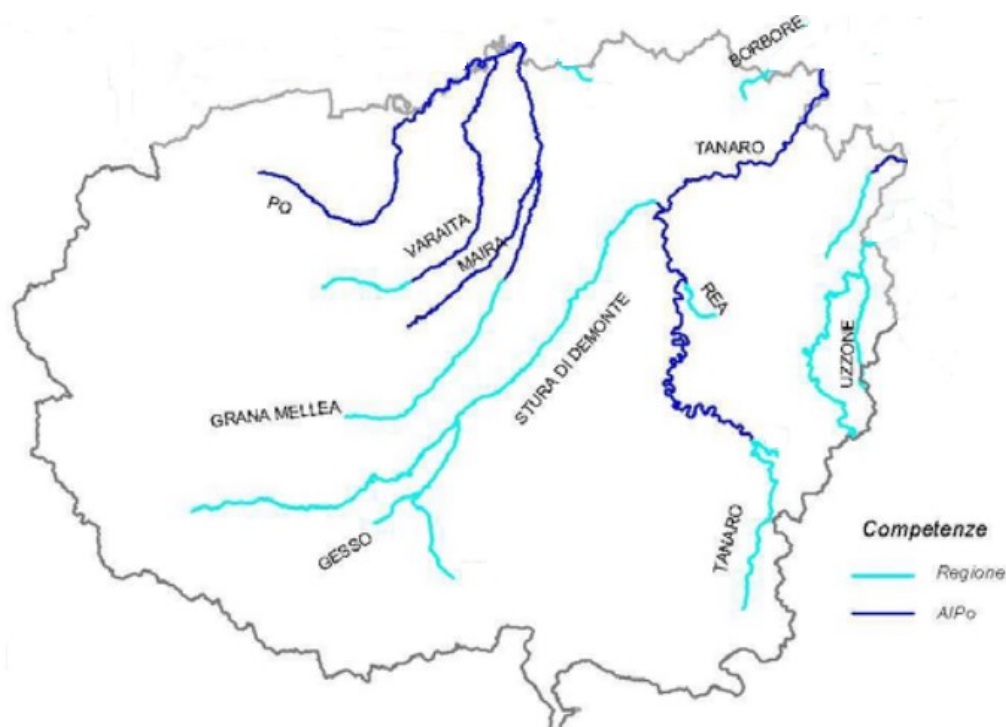 BORBORE
TANARO
PO
VARAITA
MAIRA
REA
UZZONE
STURA DI DEMONTE
GRANA MELLEA
GESSO
TANARO
Competenze
Regione
AIPo